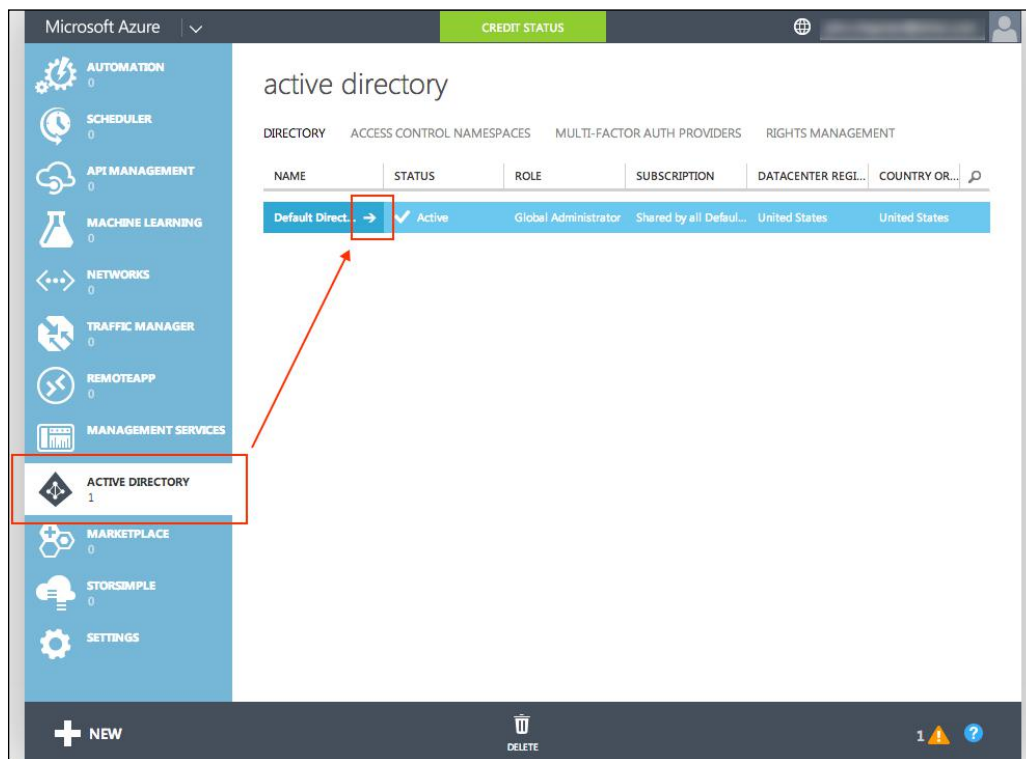 Microsoft Azure
CREDIT STATUS
AUTOMATION
0
SCHEDULER
0
API MANAGEMENT
0
MACHINE LEARNING
0
NETWORKS
0
TRAFFIC MANAGER
0
REMOTEAPP
0
MANAGEMENT SERVICES
ACTIVE DIRECTORY
1
MARKETPLACE
0
STORSIMPLE
0
SETTINGS
active directory
DIRECTORY ACCESS CONTROL NAMESPACES MULTI-FACTOR AUTH PROVIDERS RIGHTS MANAGEMENT
NAME STATUS ROLE SUBSCRIPTION DATACENTER REGI... COUNTRY OR...
Default Direct... Active Global Administrator Shared by all Defaul... United States United States
NEW
DELETE
1
?